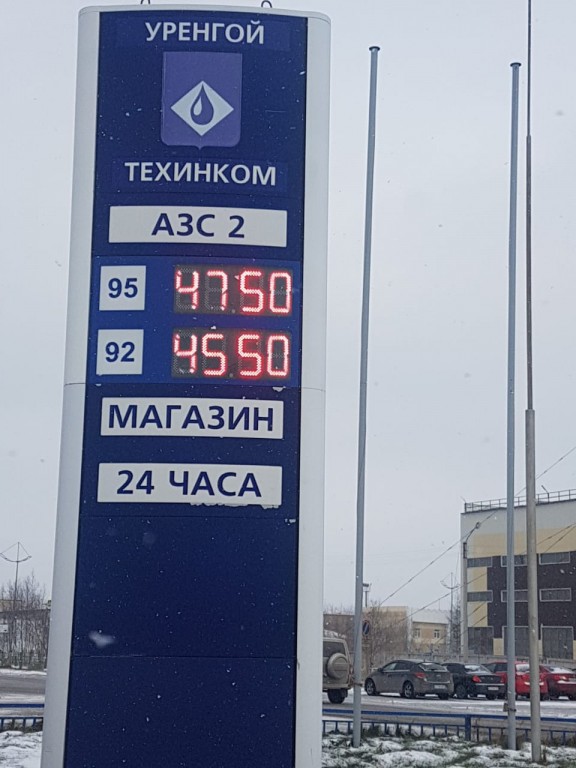 УРЕНГОЙ
ТЕХИНКОМ
АЗС 2
95 47.50
92 45.50
МАГАЗИН
24 ЧАСА